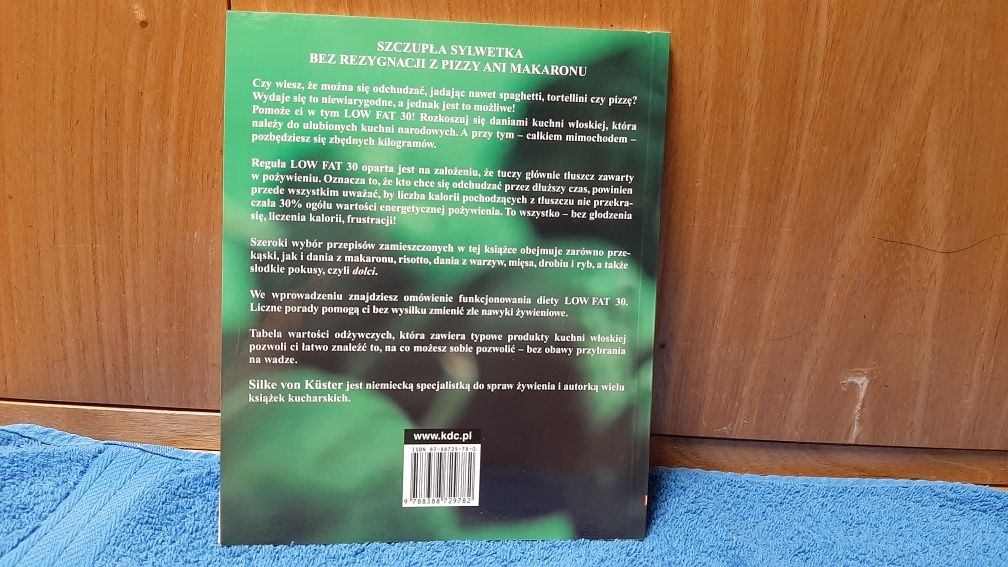 SZCZUPŁA SYLWETKA
BEZ REZYGNACJI Z PIZZY ANI MAKARONU
Czy wiesz, że można się odchudzać, jadając nawet spaghetti, tortellini czy pizzę?
Wydaje się to niewiarygodne, a jednak jest to możliwe!
Pomoże ci w tym LOW FAT 30! Rozkoszuj się daniami kuchni włoskiej, która
należy do ulubionych kuchni narodowych. A przy tym – całkiem mimochodem –
pozbędziesz się zbędnych kilogramów.
Reguła LOW FAT 30 oparta jest na założeniu, że tuczy głównie tłuszcz zawarty
w pożywieniu. Oznacza to, że kto chce się odchudzać przez dłuższy czas, powinien
przede wszystkim uważać, by liczba kalorii pochodzących z tłuszczu nie przekra-
czała 30% ogółu wartości energetycznej pożywienia. To wszystko – bez głodzenia
się, liczenia kalorii, frustracji!
Szeroki wybór przepisów zamieszczonych w tej książce obejmuje zarówno prze-
kąski, jak i dania z makaronu, risotto, dania z warzyw, mięsa, drobiu i ryb, a także
słodkie pokusy, czyli dolci.
We wprowadzeniu znajdziesz omówienie funkcjonowania diety LOW FAT 30.
Liczne porady pomogą ci bez wysiłku zmienić złe nawyki żywieniowe.
Tabela wartości odżywczych, która zawiera typowe produkty kuchni włoskiej
pozwoli ci łatwo znaleźć to, na co możesz sobie pozwolić – bez obawy przybrania
na wadze.
Silke von Küster jest niemiecką specjalistką do spraw żywienia i autorką wielu
książek kucharskich.
www.kdc.pl
ISBN 83-88729-78-0
9 788388 729782